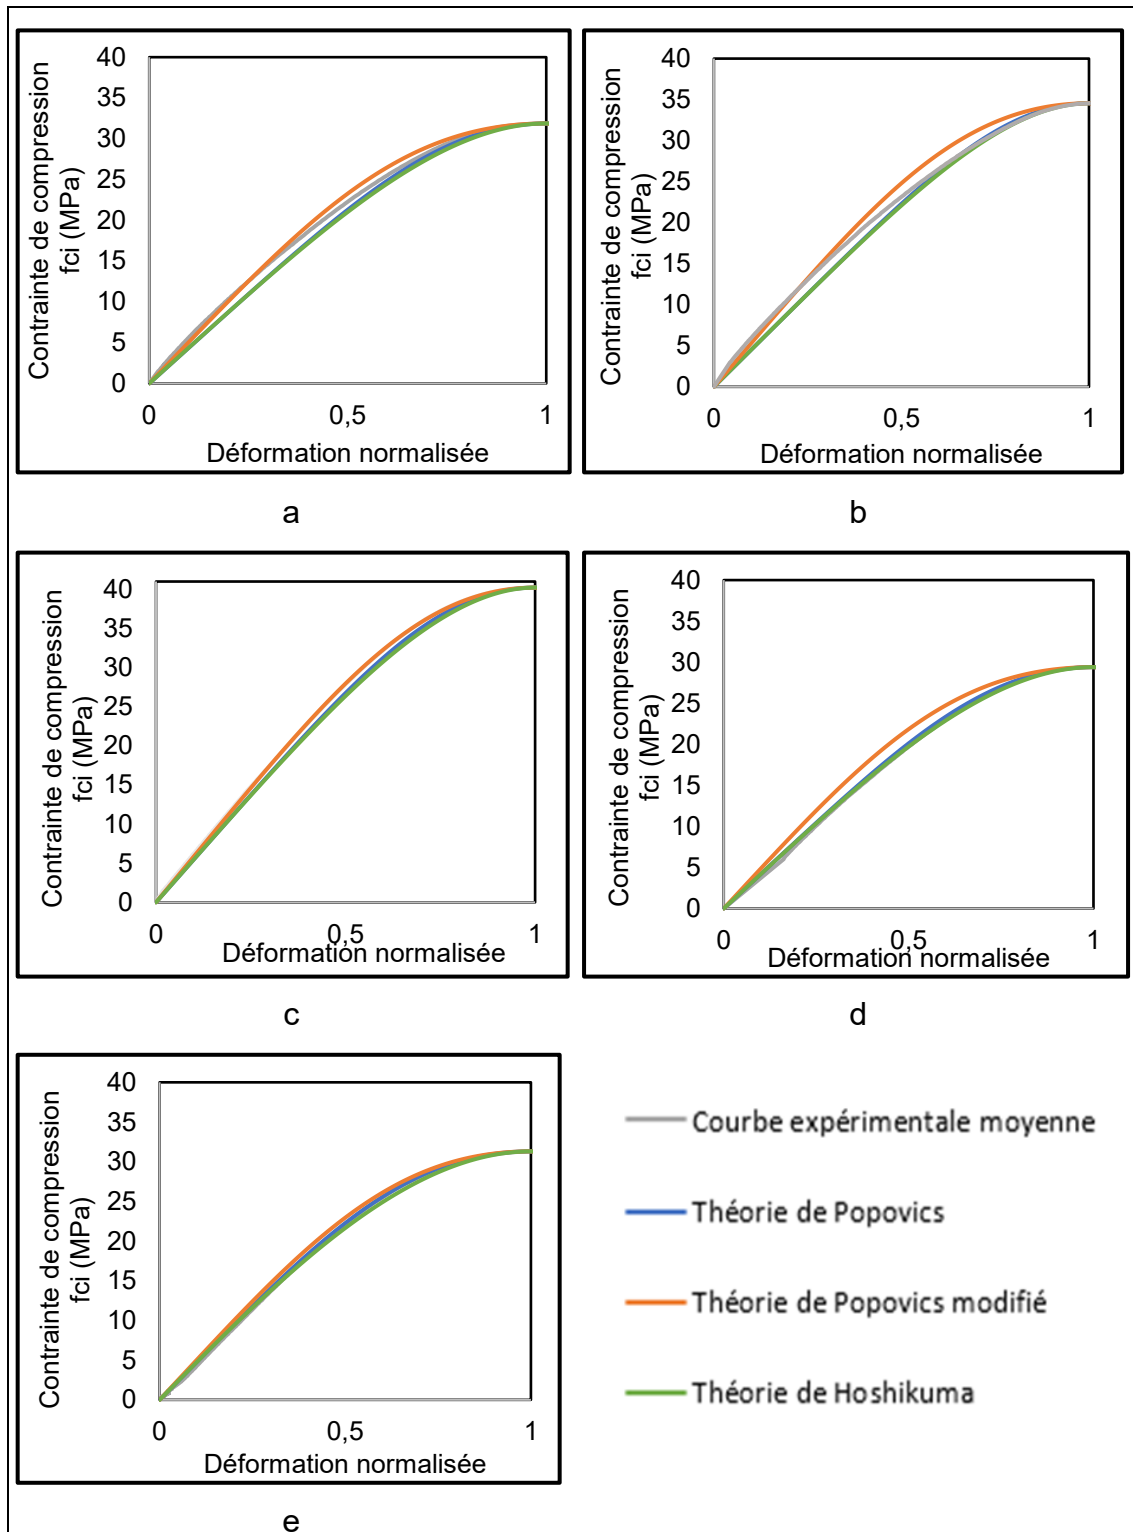 Contrainte de compression
fci (MPa)
40
35
30
25
20
15
10
5
0
0
0,5
1
Déformation normalisée
a
Contrainte de compression
fci (MPa)
40
35
30
25
20
15
10
5
0
0
0,5
1
Déformation normalisée
b
Contrainte de compression
fci (MPa)
40
35
30
25
20
15
10
5
0
0
0,5
1
Déformation normalisée
c
Contrainte de compression
fci (MPa)
40
35
30
25
20
15
10
5
0
0
0,5
1
Déformation normalisée
d
Contrainte de compression
fci (MPa)
40
35
30
25
20
15
10
5
0
0
0,5
1
Déformation normalisée
e
Courbe expérimentale moyenne
Théorie de Popovics
Théorie de Popovics modifié
Théorie de Hoshikuma